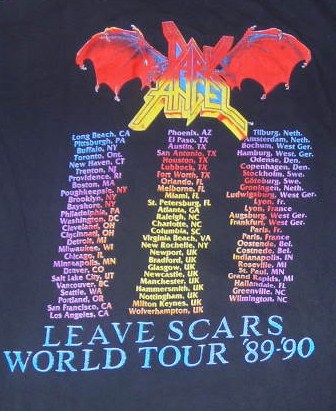 DARK
ANGEL
Long Beach, CA
Pittsburgh, PA
Buffalo, NY
Toronto, Ont.
New Haven, CT
Trenton, NJ
Providence, RI
Boston, MA
Poughkeepsie, NY
Brooklyn, NY
Bayshore, NY
Philadelphia, PA
Washington, DC
Cleveland, OH
Cincinnati, OH
Detroit, MI
Milwaukee, WI
Chicago, IL
Minneapolis, MN
Denver, CO
Salt Lake City, UT
Vancouver, BC
Seattle, WA
Portland, OR
San Francisco, CA
Los Angeles, CA
Phoenix, AZ
El Paso, TX
Austin, TX
San Antonio, TX
Houston, TX
Lubbock, TX
Fort Worth, TX
Orlando, FL
Melborne, FL
Miami, FL
St. Petersburg, FL
Atlanta, GA
Raleigh, NC
Charlotte, NC
Columbia, SC
Virginia Beach, VA
New Rochelle, NY
Newport, UK
Bradford, UK
Glasgow, UK
Newcastle, UK
Manchester, UK
Hammersmith, UK
Nottingham, UK
Milton Keynes, UK
Wolverhampton, UK
Tilburg, Neth.
Amsterdam, Neth.
Bochum, West Ger.
Hamburg, West Ger.
Odense, Den.
Copenhagen, Den.
Stockholm, Swe.
Göteburg, Swe.
Groningen, Neth.
Ludwigsburg, West Ger.
Lyon, Fr.
Lyon, France
Augsburg, West Ger.
Frankfurt, West Ger.
Paris, Fr.
Paris, France
Oostende, Bel.
Costnede, Bel.
Indianapolis, IN
Roseville, MI
St. Paul, MN
Grand Rapids, MI
Hallandale, FL
Greenville, NC
Wilmington, NC
LEAVE SCARS
WORLD TOUR '89-90